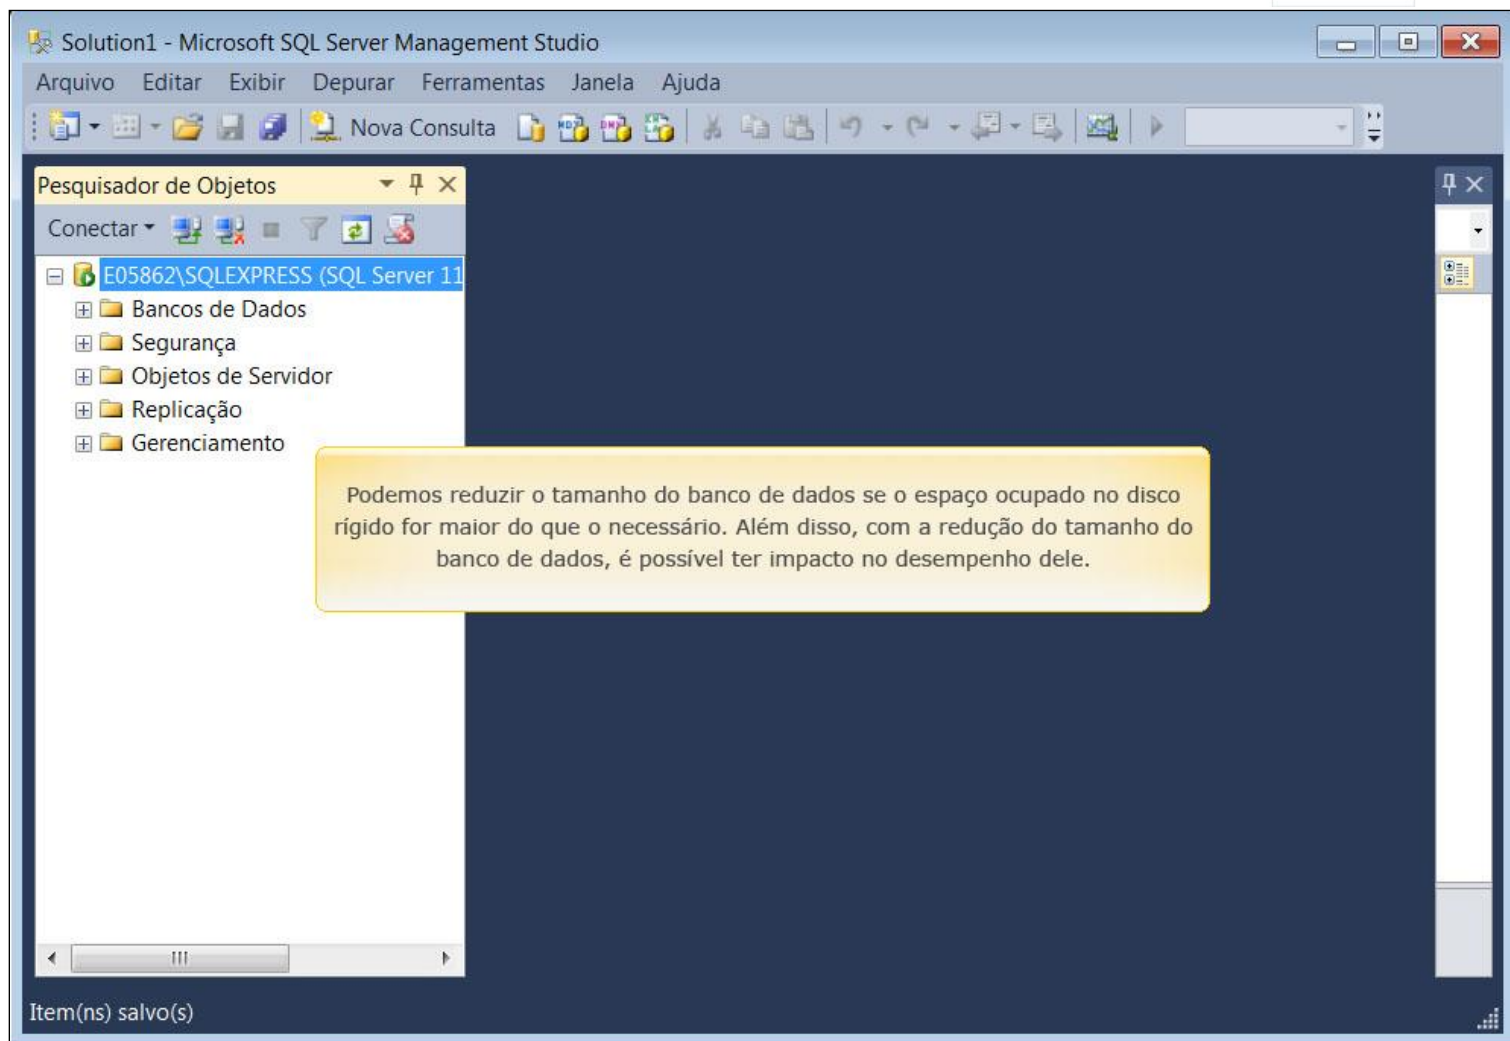 Solution1 - Microsoft SQL Server Management Studio
Arquivo Editar Exibir Depurar Ferramentas Janela Ajuda
Nova Consulta
Pesquisador de Objetos
Conectar
E05862\SQLEXPRESS (SQL Server 11
Bancos de Dados
Segurança
Objetos de Servidor
Replicação
Gerenciamento
Podemos reduzir o tamanho do banco de dados se o espaço ocupado no disco
rígido for maior do que o necessário. Além disso, com a redução do tamanho do
banco de dados, é possível ter impacto no desempenho dele.
Item(ns) salvo(s)